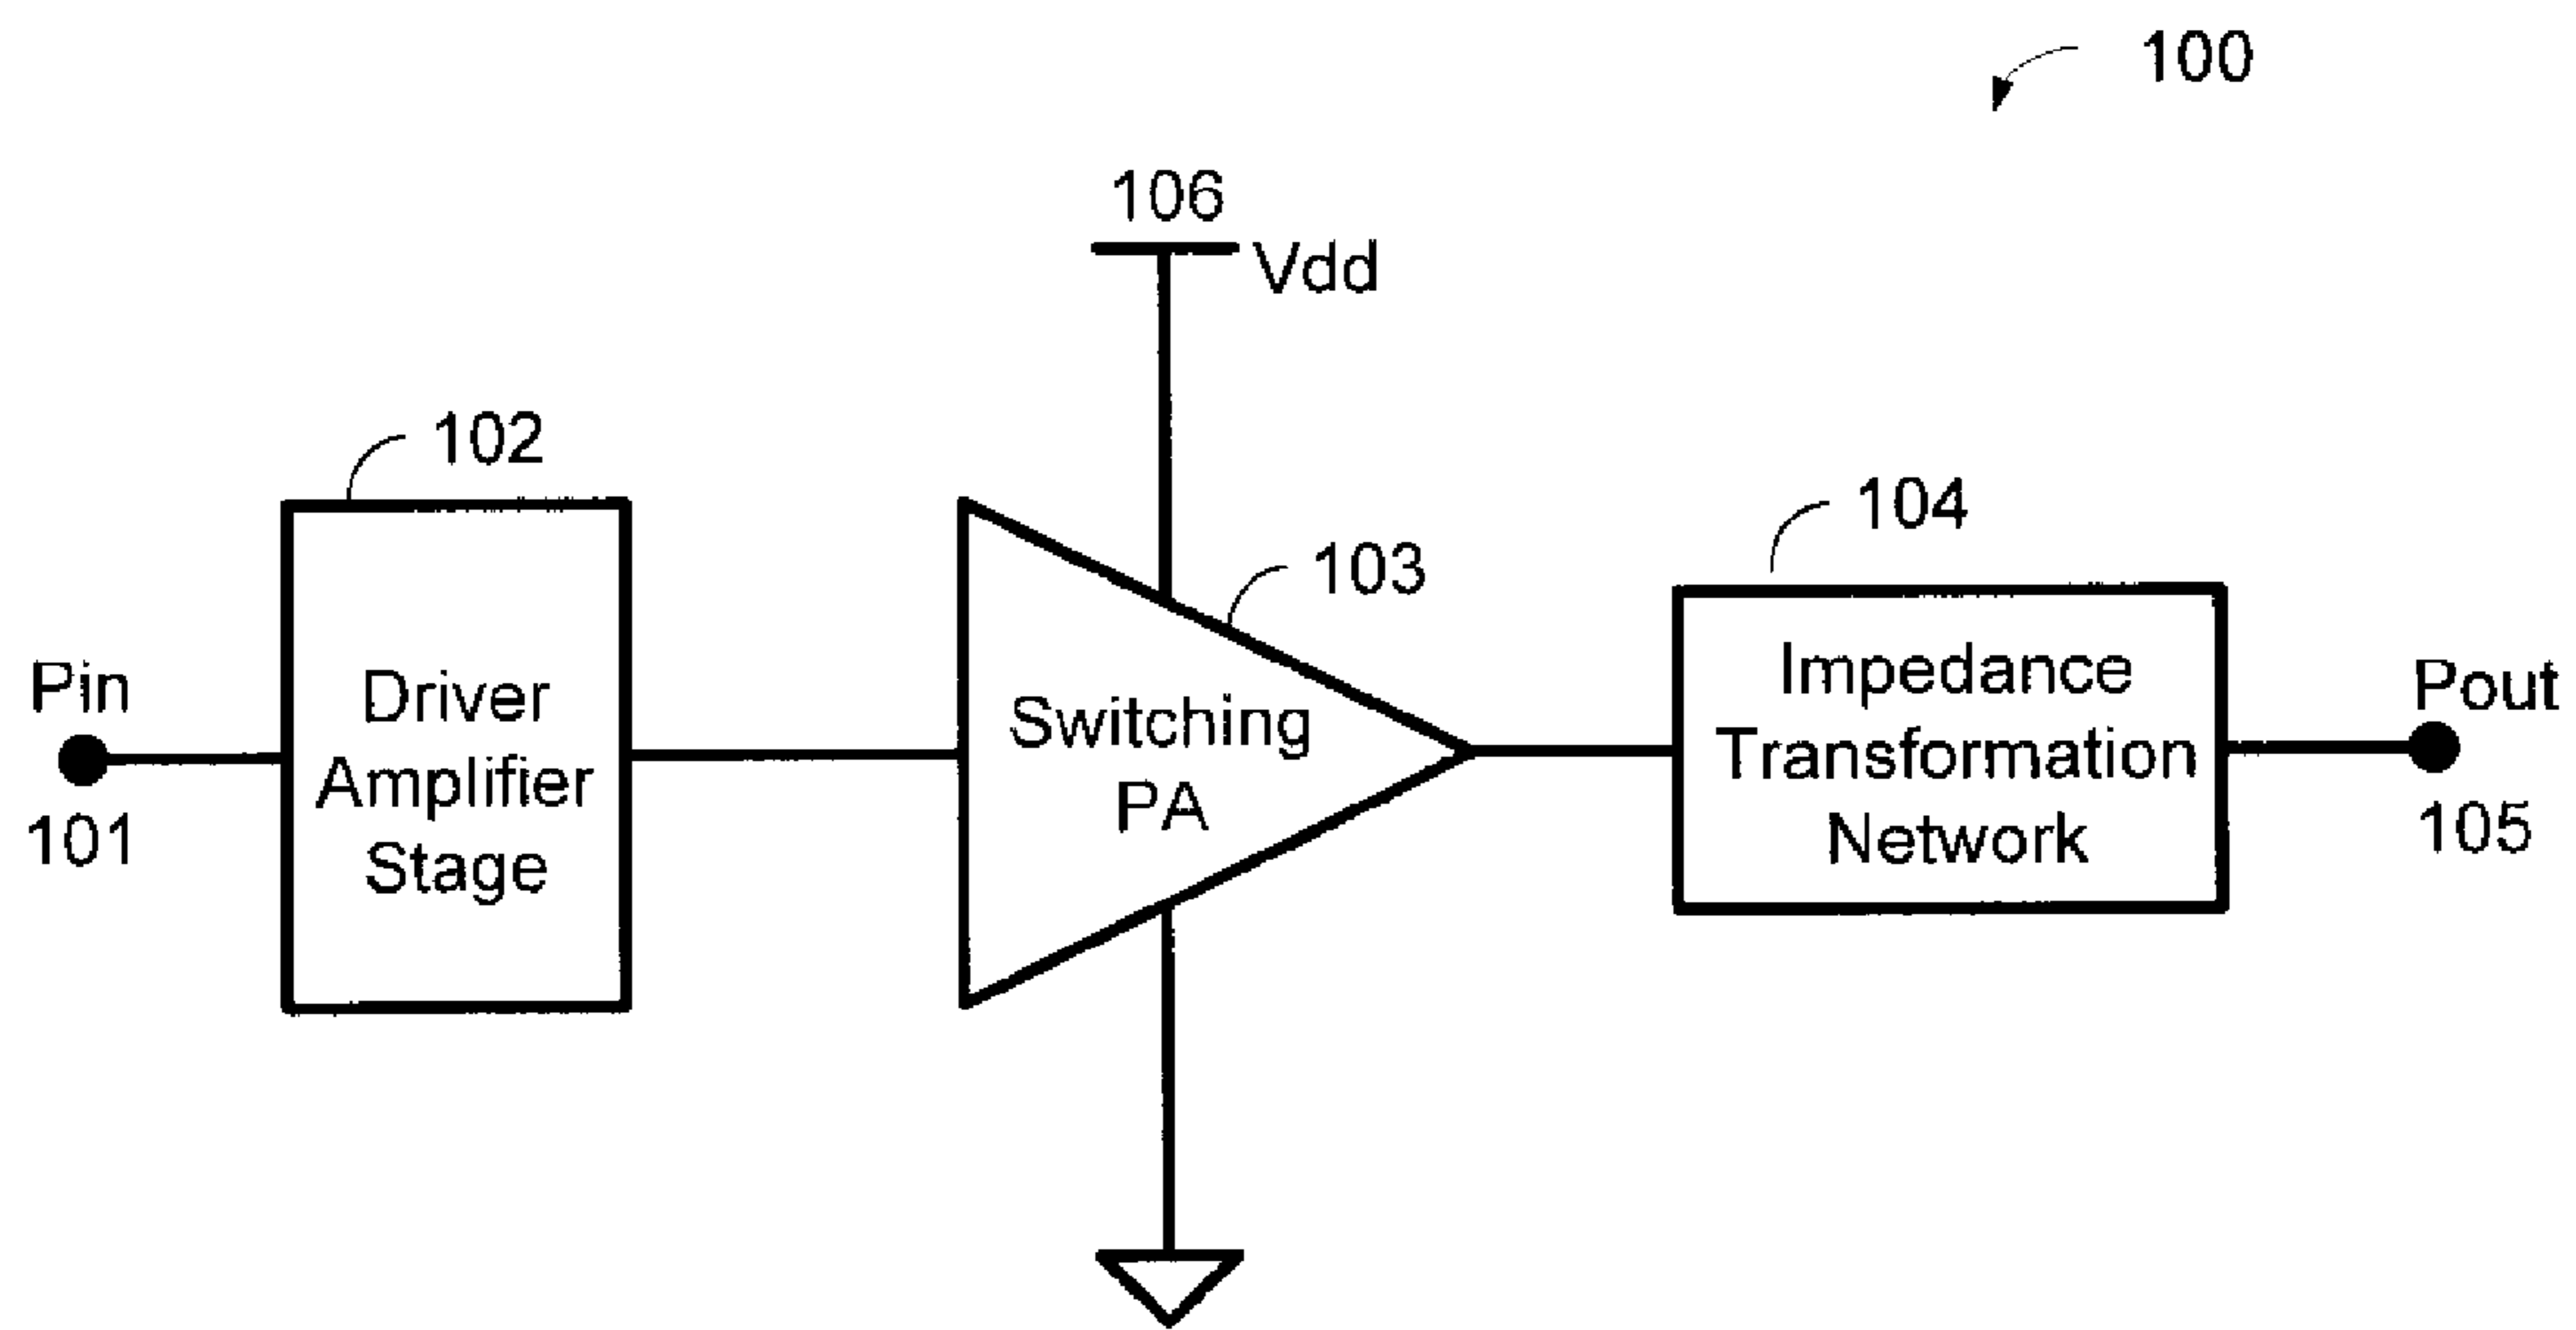 100
106
Vdd
102
103
104
Pin
101
Driver
Amplifier
Stage
Switching
PA
Impedance
Transformation
Network
Pout
105